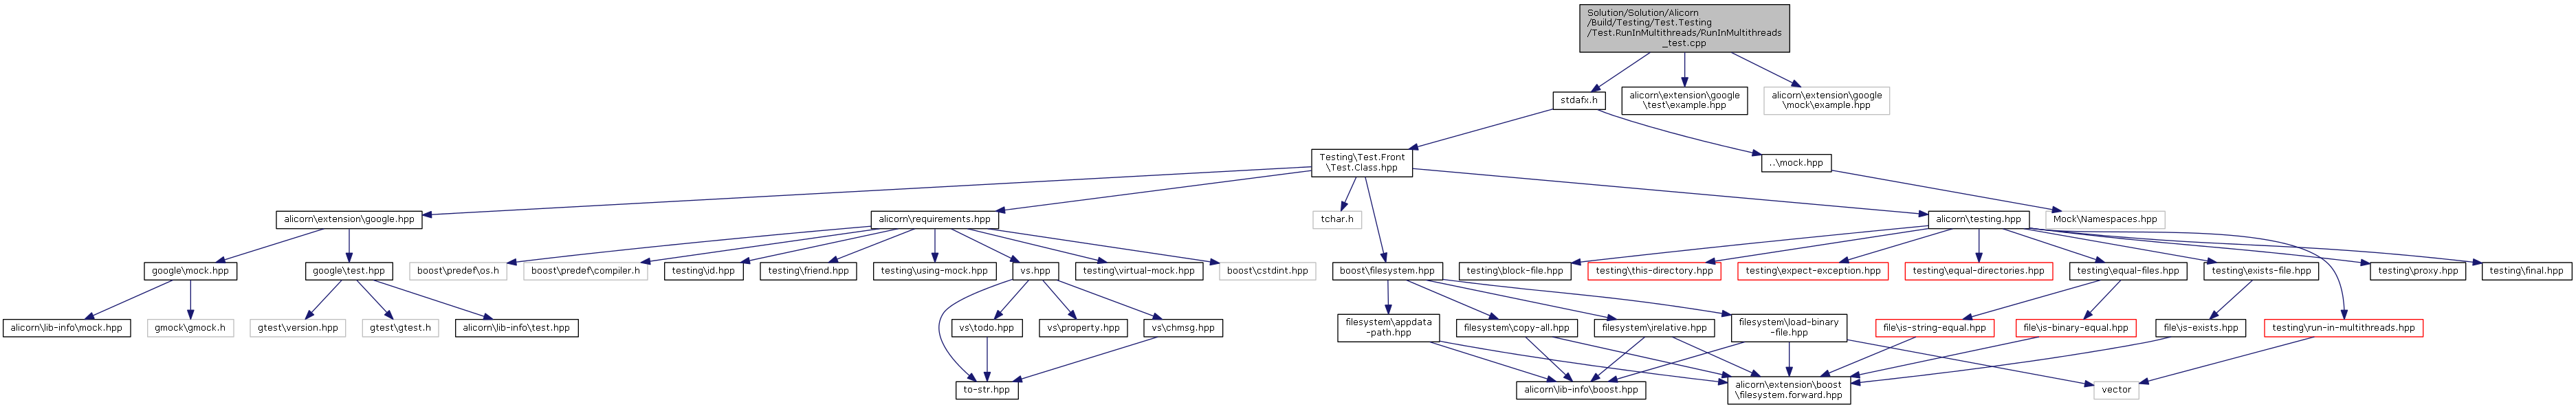 Solution/Solution/Alicorn
/Build/Testing/Test.Testing
/Test.RunInMultithreads/RunInMultithreads
_test.cpp
stdafx.h
alicorn\extension\google
\test\example.hpp
alicorn\extension\google
\mock\example.hpp
Testing\Test.Front
\Test.Class.hpp
..\mock.hpp
alicorn\extension\google.hpp
alicorn\requirements.hpp
tchar.h
alicorn\testing.hpp
Mock\Namespaces.hpp
google\mock.hpp
google\test.hpp
boost\predef\os.h
boost\predef\compiler.h
testing\id.hpp
testing\friend.hpp
testing\using-mock.hpp
vs.hpp
testing\virtual-mock.hpp
boost\cstdint.hpp
boost\filesystem.hpp
testing\block-file.hpp
testing\this-directory.hpp
testing\expect-exception.hpp
testing\equal-directories.hpp
testing\equal-files.hpp
testing\exists-file.hpp
testing\proxy.hpp
testing\final.hpp
alicorn\lib-info\mock.hpp
gmock\gmock.h
gtest\version.hpp
gtest\gtest.h
alicorn\lib-info\test.hpp
vs\todo.hpp
vs\property.hpp
vs\chmsg.hpp
filesystem\appdata
-path.hpp
filesystem\copy-all.hpp
filesystem\irelative.hpp
filesystem\load-binary
-file.hpp
file\is-string-equal.hpp
file\is-binary-equal.hpp
file\is-exists.hpp
testing\run-in-multithreads.hpp
to-str.hpp
alicorn\lib-info\boost.hpp
alicorn\extension\boost
\filesystem.forward.hpp
vector